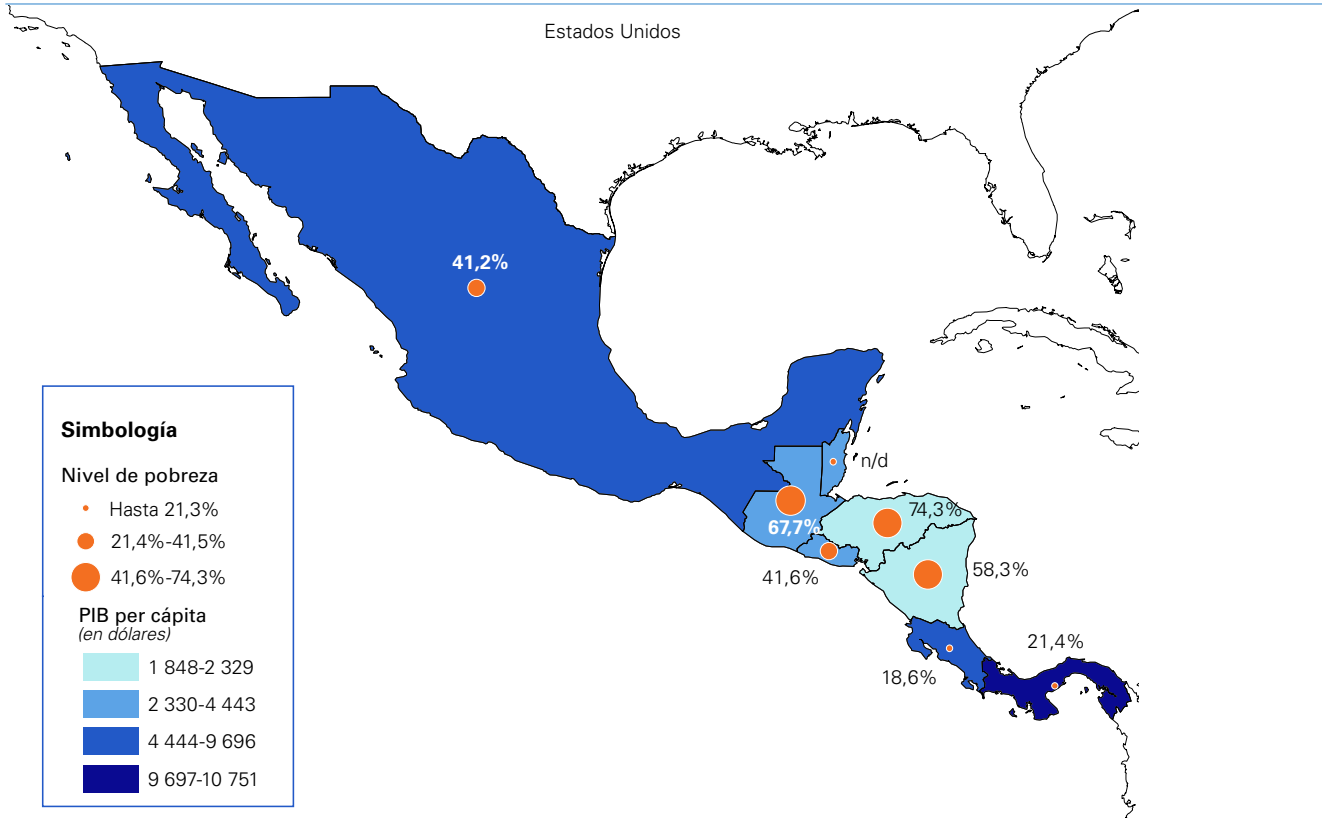 Estados Unidos
41,2%
n/d
74,3%
67,7%
41,6%
58,3%
21,4%
18,6%
Simbología
Nivel de pobreza
Hasta 21,3%
21,4%-41,5%
41,6%-74,3%
PIB per cápita
(en dólares)
1 848-2 329
2 330-4 443
4 444-9 696
9 697-10 751